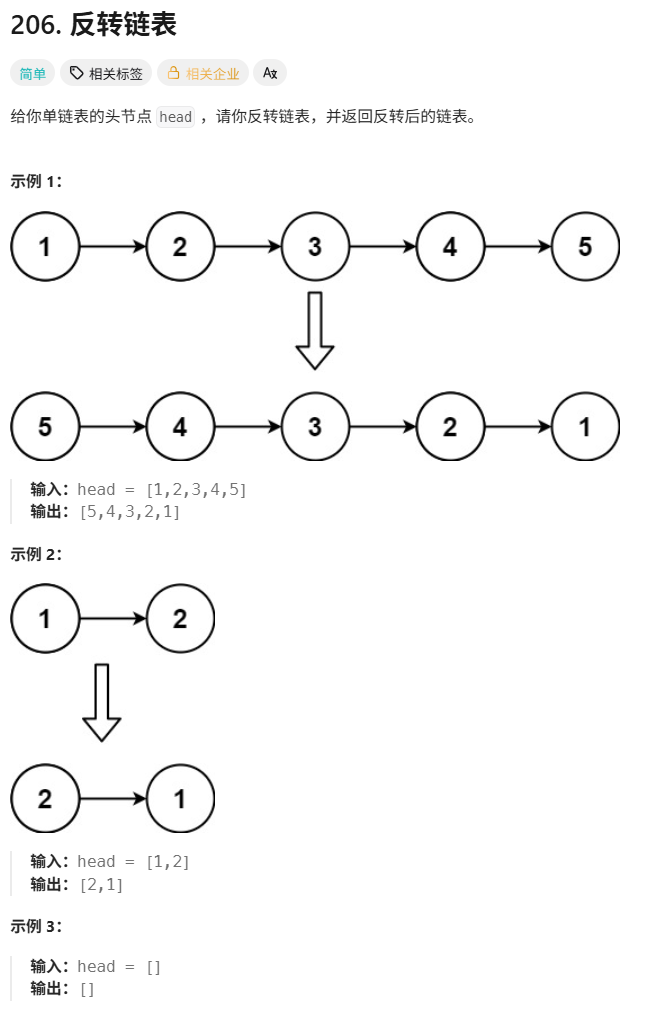 206. 反转链表
简单 相关标签 相关企业 Aχ
给你单链表的头节点 head ，请你反转链表，并返回反转后的链表。
示例 1：
1 2 3 4 5
5 4 3 2 1
输入：head = [1,2,3,4,5]
输出：[5,4,3,2,1]
示例 2：
1 2
2 1
输入：head = [1,2]
输出：[2,1]
示例 3：
输入：head = []
输出：[]